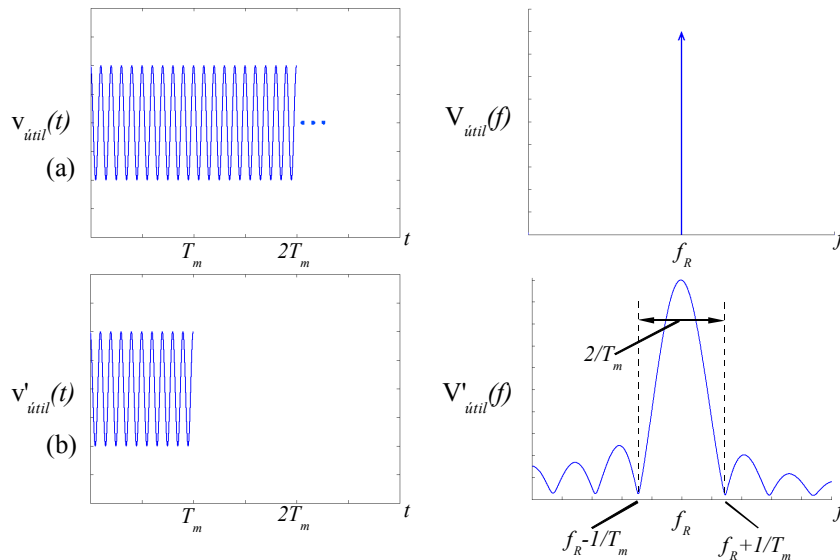 v_útil(t)
(a)
T_m
2T_m
t
V_útil(f)
f_R
f
v'_útil(t)
(b)
T_m
2T_m
t
V'_útil(f)
2/T_m
f_R-1/T_m
f_R
f_R+1/T_m
f